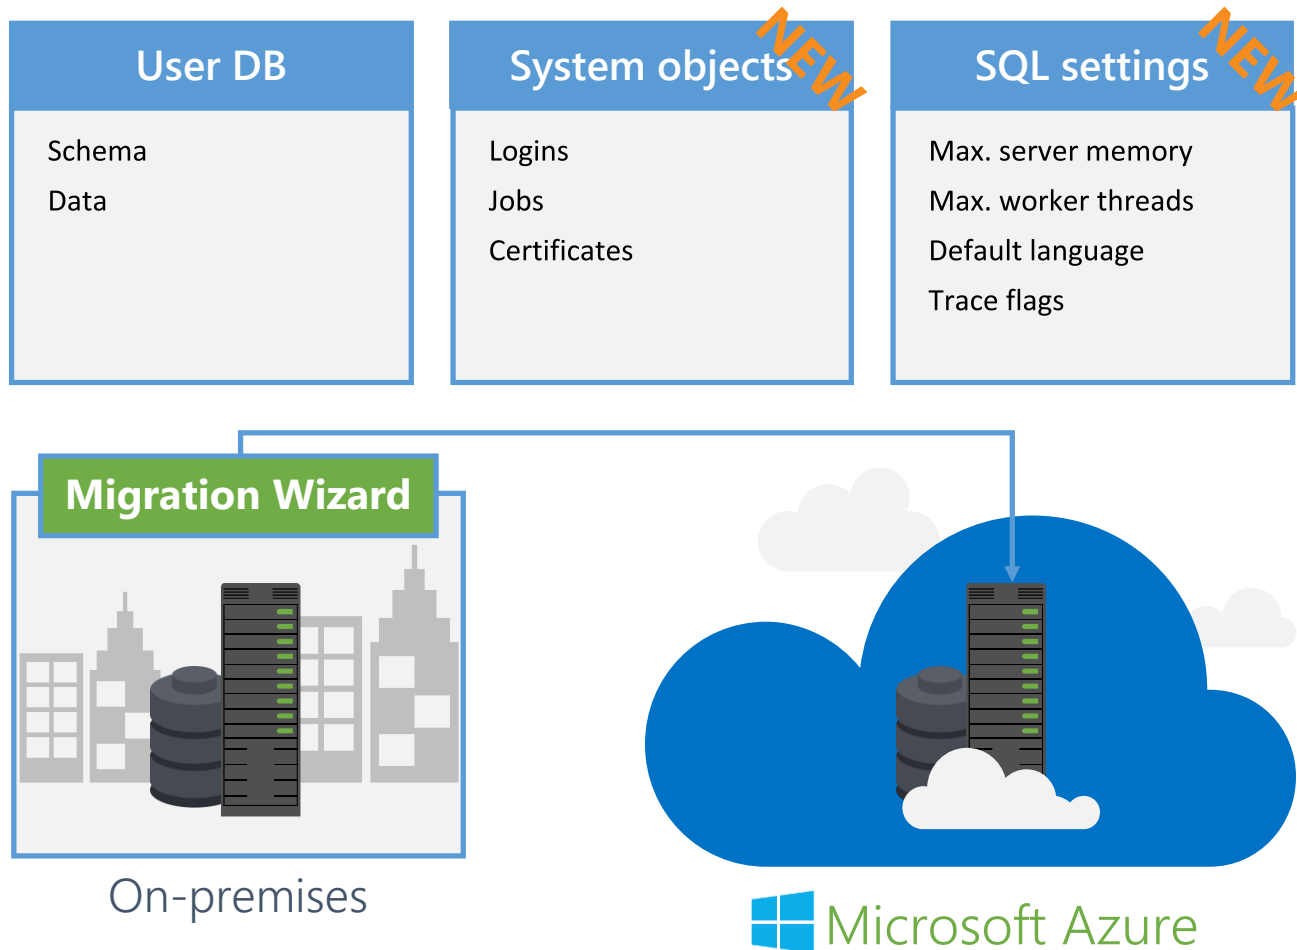 User DB
Schema
Data
System objects
NEW
Logins
Jobs
Certificates
SQL settings
NEW
Max. server memory
Max. worker threads
Default language
Trace flags
Migration Wizard
On-premises
Microsoft Azure